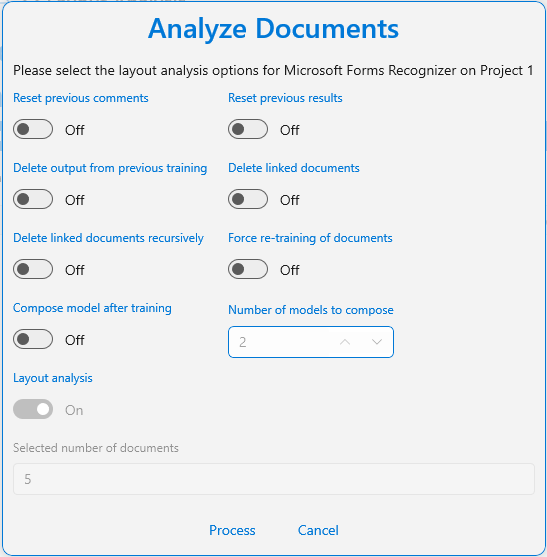 Analyze Documents
Please select the layout analysis options for Microsoft Forms Recognizer on Project 1
Reset previous comments
Reset previous results
Off
Off
Delete output from previous training
Delete linked documents
Off
Off
Delete linked documents recursively
Force re-training of documents
Off
Off
Compose model after training
Number of models to compose
Off
2
Layout analysis
On
Selected number of documents
5
Process
Cancel